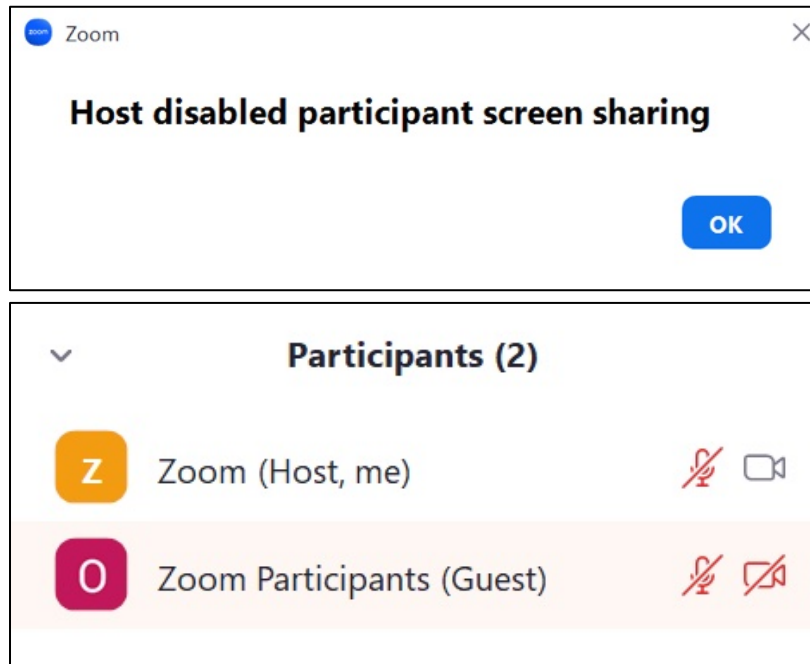 zoom Zoom
Host disabled participant screen sharing
OK
Participants (2)
Z Zoom (Host, me)
O Zoom Participants (Guest)